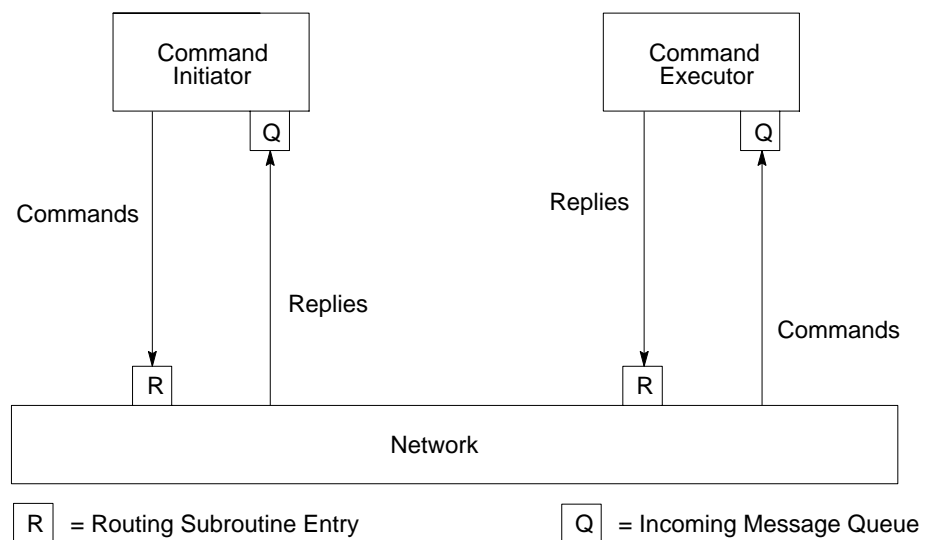 Command
Initiator
Command
Executor
Q
Q
Commands
Replies
Replies
Commands
R
R
Network
R = Routing Subroutine Entry
Q = Incoming Message Queue